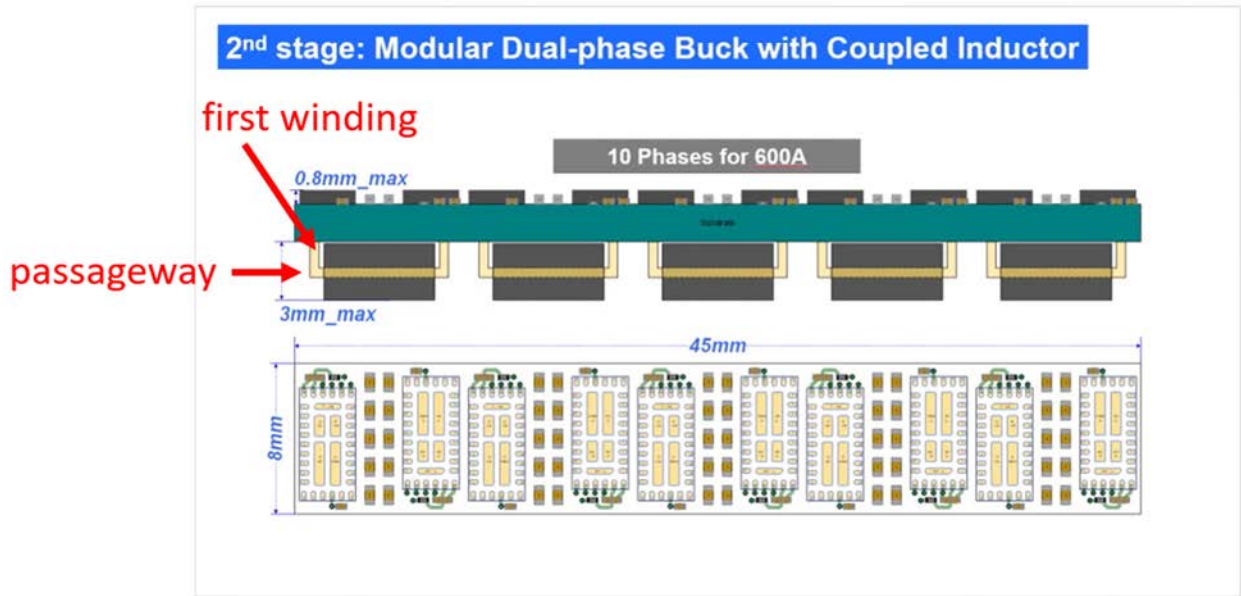 2nd stage: Modular Dual-phase Buck with Coupled Inductor
first winding
10 Phases for 600A
0.8mm_max
passageway
3mm_max
45mm
8mm